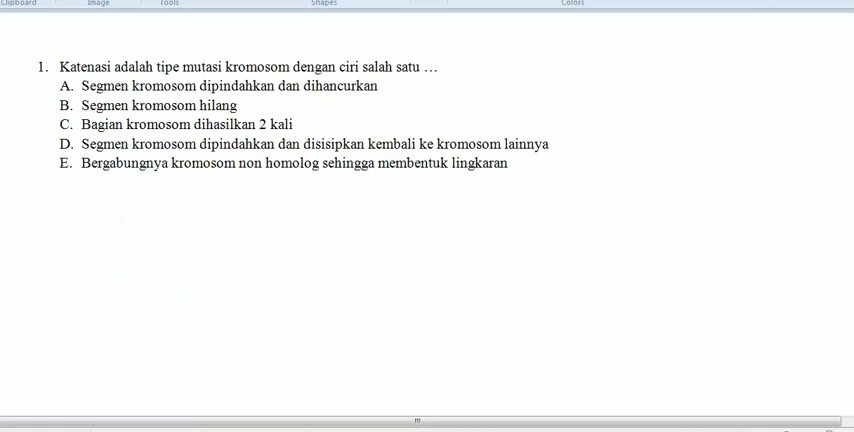 Clipboard Image Tools Shapes Colors
1. Katenasi adalah tipe mutasi kromosom dengan ciri salah satu …
A. Segmen kromosom dipindahkan dan dihancurkan
B. Segmen kromosom hilang
C. Bagian kromosom dihasilkan 2 kali
D. Segmen kromosom dipindahkan dan disisipkan kembali ke kromosom lainnya
E. Bergabungnya kromosom non homolog sehingga membentuk lingkaran